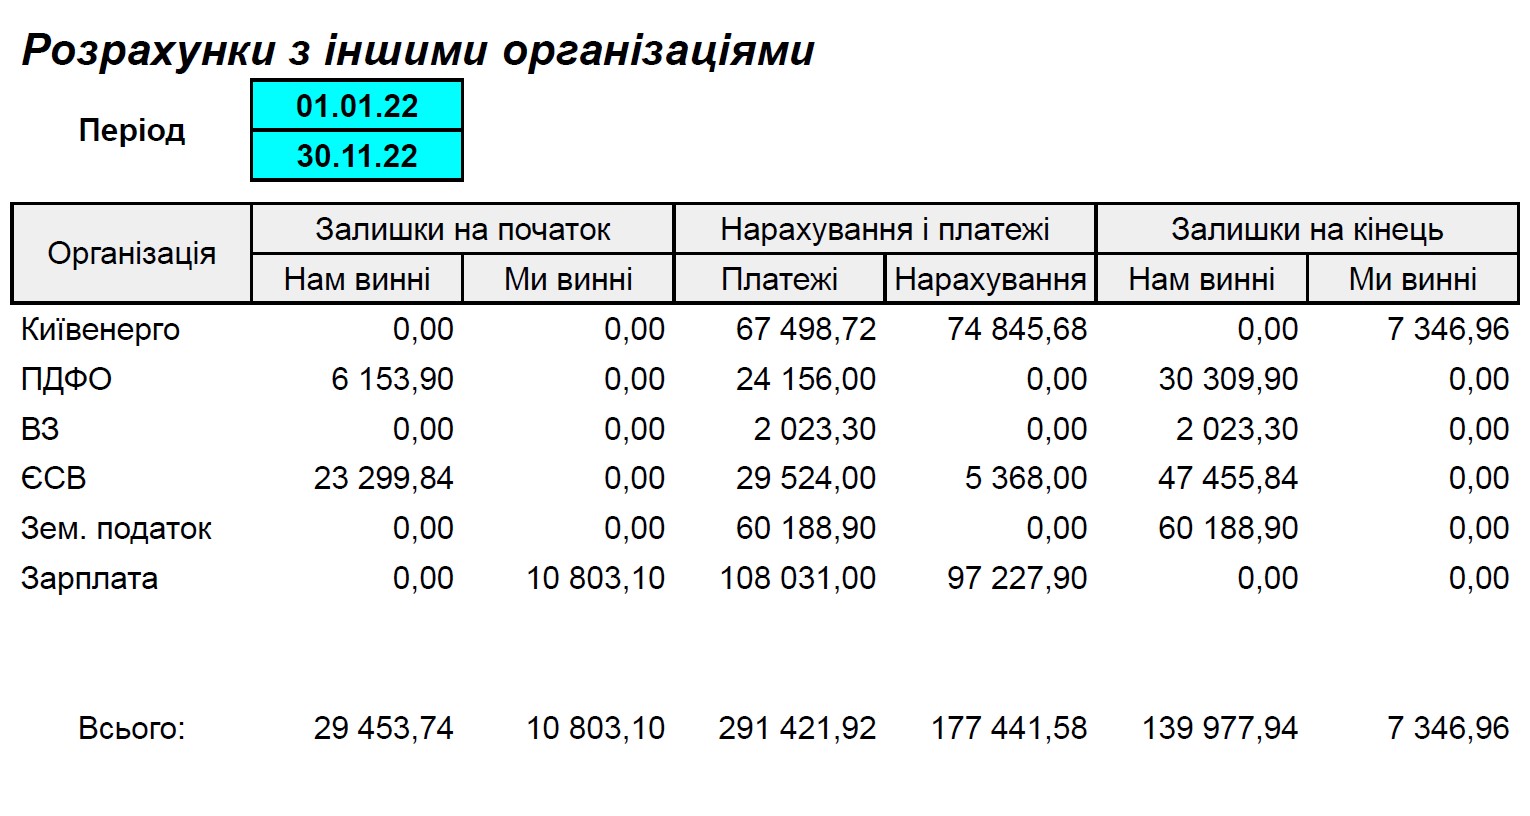 Розрахунки з іншими організаціями
01.01.22
Період
30.11.22
Організація Залишки на початок Нарахування і платежі Залишки на кінець
Нам винні Ми винні Платежі Нарахування Нам винні Ми винні
Київенерго 0,00 0,00 67 498,72 74 845,68 0,00 7 346,96
ПДФО 6 153,90 0,00 24 156,00 0,00 30 309,90 0,00
ВЗ 0,00 0,00 2 023,30 0,00 2 023,30 0,00
ЄСВ 23 299,84 0,00 29 524,00 5 368,00 47 455,84 0,00
Зем. податок 0,00 0,00 60 188,90 0,00 60 188,90 0,00
Зарплата 0,00 10 803,10 108 031,00 97 227,90 0,00 0,00
Всього: 29 453,74 10 803,10 291 421,92 177 441,58 139 977,94 7 346,96